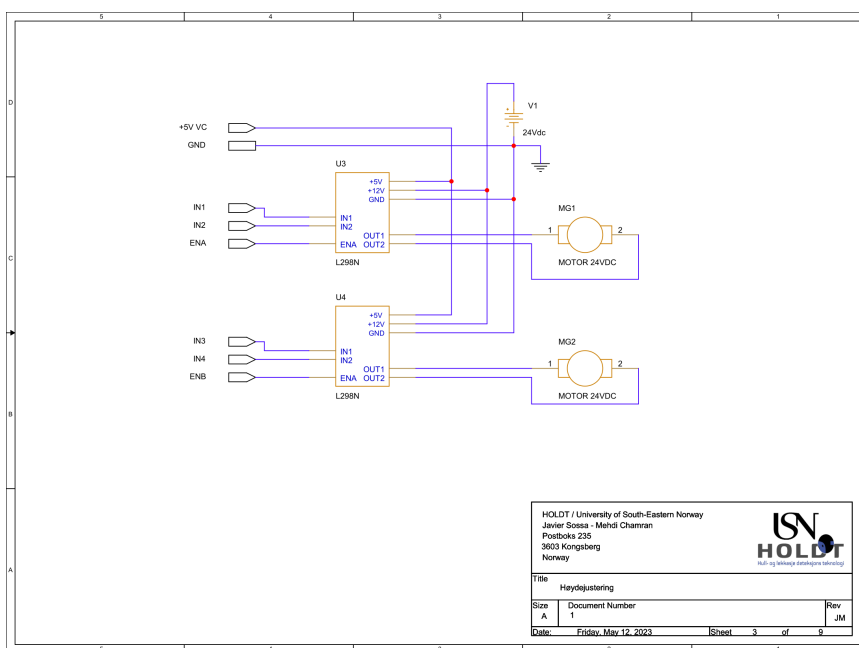 5 4 3 2 1
D
C
B
A
+5V VC
GND
V1
+
-
24Vdc
U3
+5V
+12V
GND
IN1
IN2
OUT1
ENA OUT2
L298N
IN1
IN2
ENA
MG1
1 2
MOTOR 24VDC
U4
+5V
+12V
GND
IN1
IN2
OUT1
ENA OUT2
L298N
IN3
IN4
ENB
MG2
1 2
MOTOR 24VDC
HOLDT / University of South-Eastern Norway
Javier Sossa - Mehdi Chamran
Postboks 235
3603 Kongsberg
Norway
USN
HOLDT
Hull- og lekkasje deteksjons teknologi
Title
Høydejustering
Size Document Number Rev
A 1 JM
Date: Friday, May 12, 2023 Sheet 3 of 9